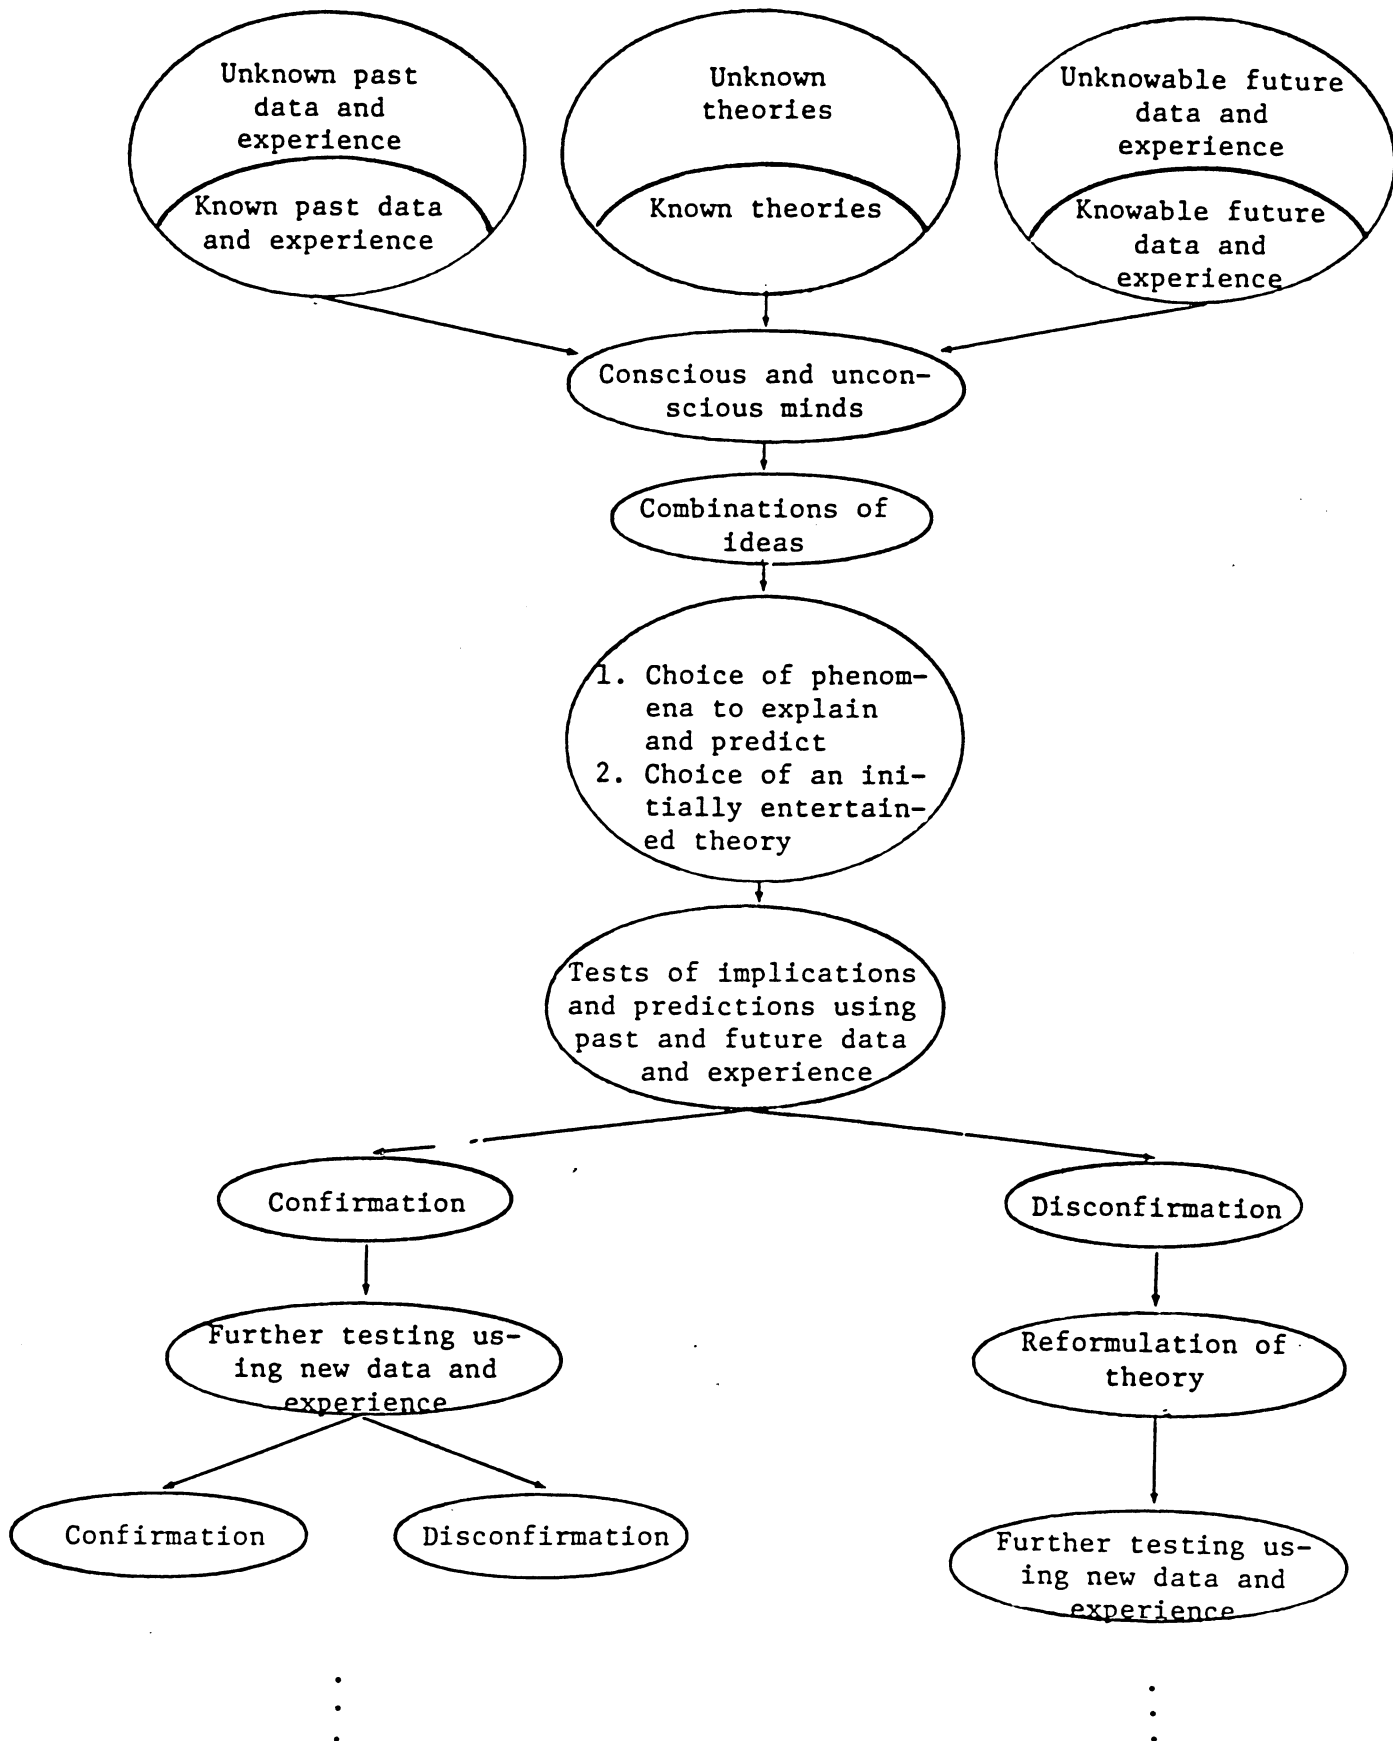 Unknown past
data and
experience
Known past data
and experience
Unknown
theories
Known theories
Unknowable future
data and
experience
Knowable future
data and
experience
Conscious and uncon-
scious minds
Combinations of
ideas
1. Choice of phenom-
ena to explain
and predict
2. Choice of an ini-
tially entertain-
ed theory
Tests of implications
and predictions using
past and future data
and experience
Confirmation
Disconfirmation
Further testing us-
ing new data and
experience
Reformulation of
theory
Confirmation
Disconfirmation
Further testing us-
ing new data and
experience